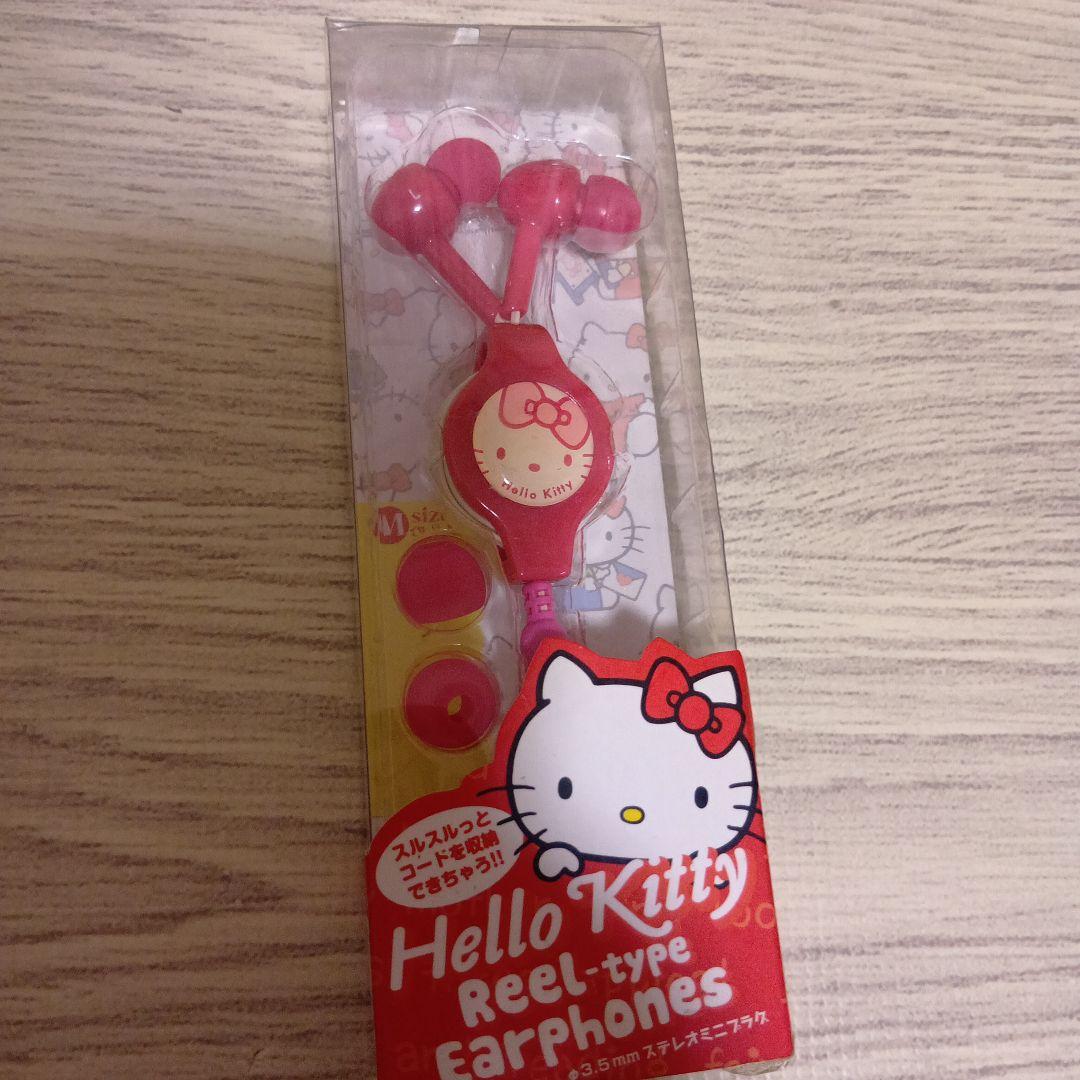 Hello Kitty
M size
スルスルっと
コードを収納
できちゃう!!
Hello Kitty
Reel-type
Earphones
φ3.5mm ステレオミニプラグ